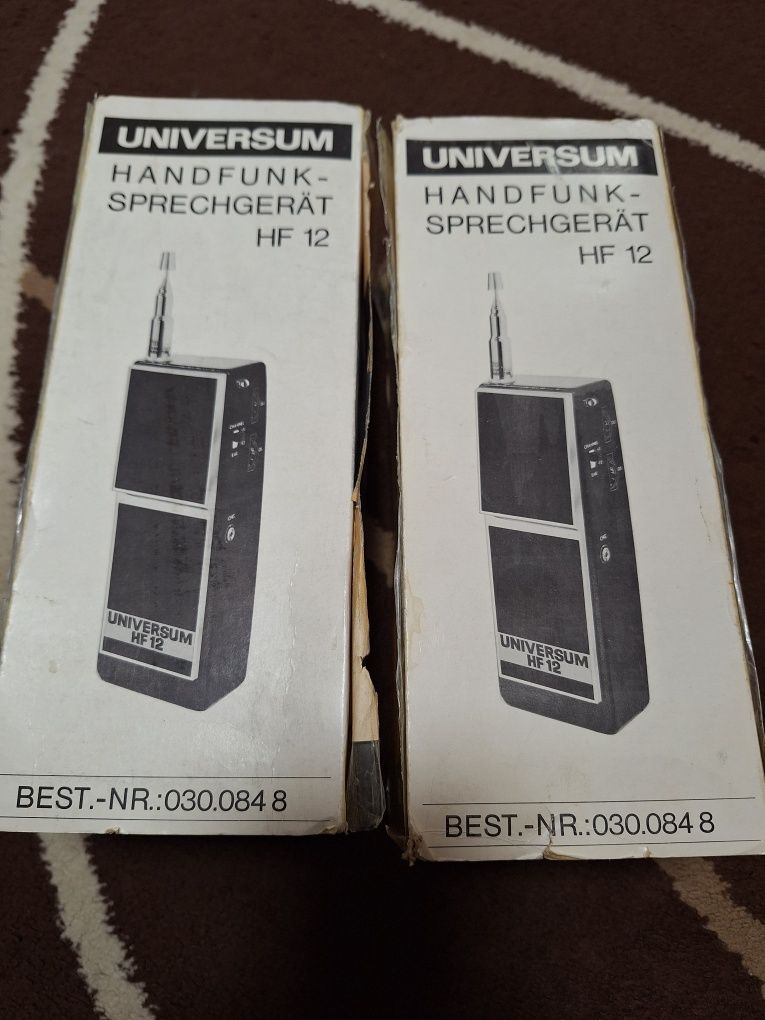 UNIVERSUM
HANDFUNK-
SPRECHGERÄT
HF 12
UNIVERSUM
HF 12
BEST.-NR.:030.084 8
UNIVERSUM
HANDFUNK-
SPRECHGERÄT
HF 12
CHANNEL
UNIVERSUM
HF 12
BEST.-NR.:030.084 8